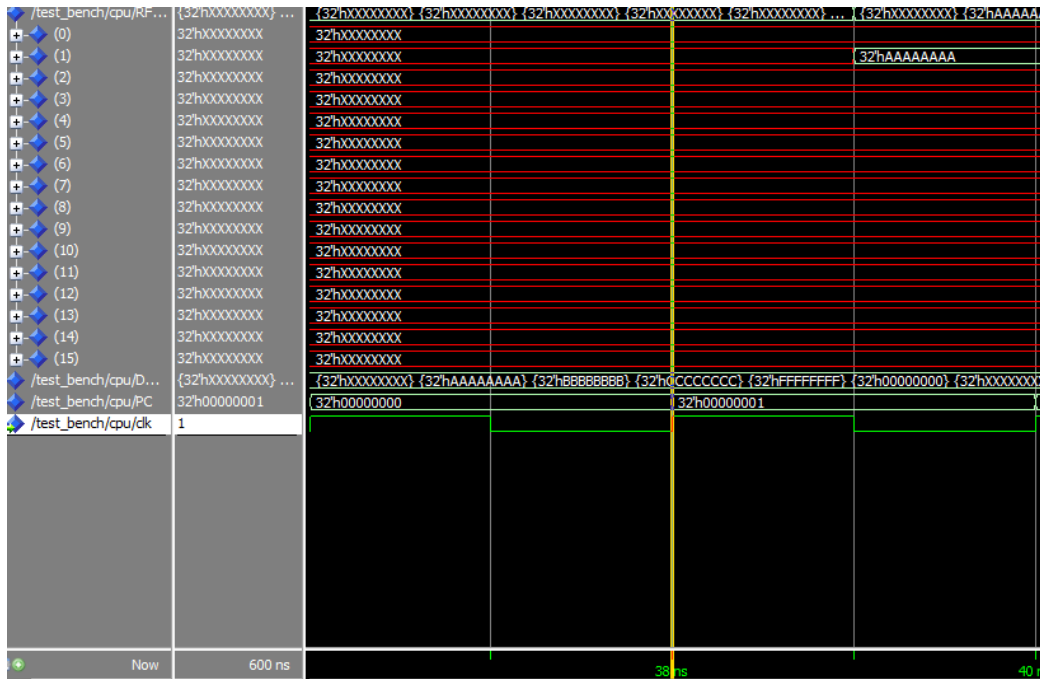 /test_bench/cpu/RF... {32'hXXXXXXXX} ... {32'hXXXXXXXX} {32'hXXXXXXXX} {32'hXXXXXXXX} {32'hXXXXXXXX} {32'hXXXXXXXX} ... {32'hXXXXXXXX} {32'hAAAAA
(0) 32'hXXXXXXXX 32'hXXXXXXXX
(1) 32'hXXXXXXXX 32'hXXXXXXXX 32'hAAAAAAAA
(2) 32'hXXXXXXXX 32'hXXXXXXXX
(3) 32'hXXXXXXXX 32'hXXXXXXXX
(4) 32'hXXXXXXXX 32'hXXXXXXXX
(5) 32'hXXXXXXXX 32'hXXXXXXXX
(6) 32'hXXXXXXXX 32'hXXXXXXXX
(7) 32'hXXXXXXXX 32'hXXXXXXXX
(8) 32'hXXXXXXXX 32'hXXXXXXXX
(9) 32'hXXXXXXXX 32'hXXXXXXXX
(10) 32'hXXXXXXXX 32'hXXXXXXXX
(11) 32'hXXXXXXXX 32'hXXXXXXXX
(12) 32'hXXXXXXXX 32'hXXXXXXXX
(13) 32'hXXXXXXXX 32'hXXXXXXXX
(14) 32'hXXXXXXXX 32'hXXXXXXXX
(15) 32'hXXXXXXXX 32'hXXXXXXXX
/test_bench/cpu/D... {32'hXXXXXXXX} ... {32'hXXXXXXXX} {32'hAAAAAAAA} {32'hBBBBBBBB} {32'hCCCCCCCC} {32'hFFFFFFFF} {32'h00000000} {32'hXXXXXXX
/test_bench/cpu/PC 32'h00000001 32'h00000000 32'h00000001
/test_bench/cpu/clk 1
Now 600 ns 38 ns 40 n